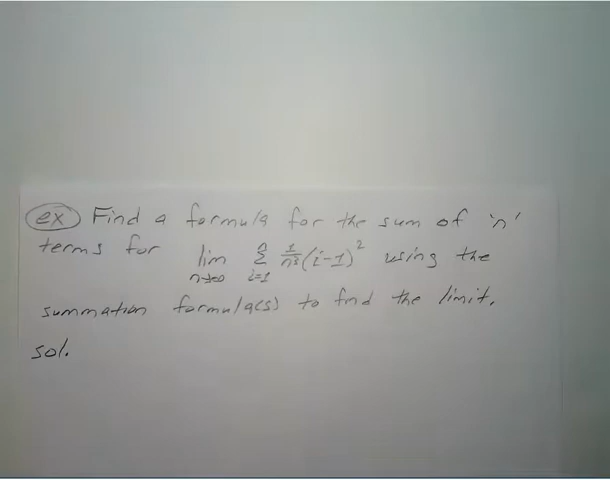 ex Find a formula for the sum of 'n'
terms for lim n→∞ n Σ i=1 1/n³ (i-1)² using the
summation formula(s) to find the limit.
sol.